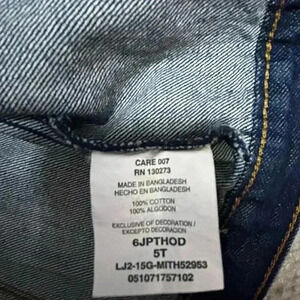 CARE 007
RN 130273
MADE IN BANGLADESH
HECHO EN BANGLADESH
100% COTTON
100% ALGODON
EXCLUSIVE OF DECORATION /
EXCEPTO DECORACION
6JPTHOD
5T
LJ2-15G-MITH52953
051071757102